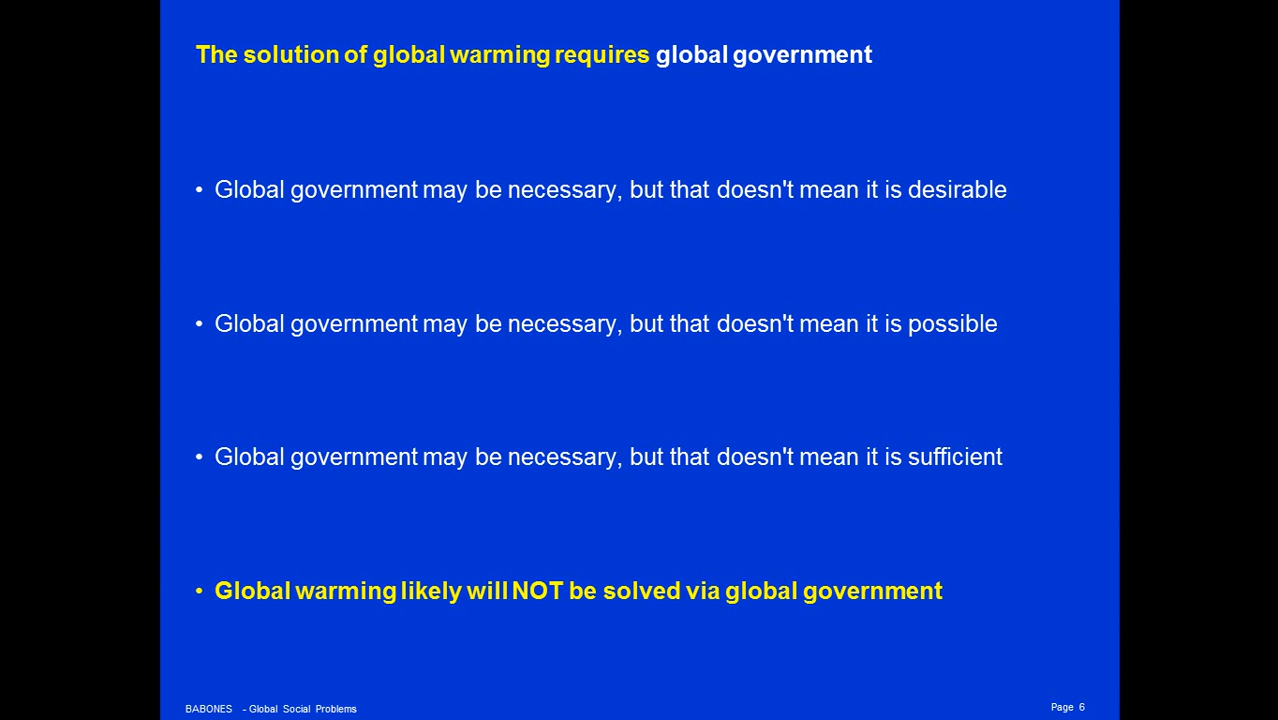 The solution of global warming requires global government
• Global government may be necessary, but that doesn't mean it is desirable
• Global government may be necessary, but that doesn't mean it is possible
• Global government may be necessary, but that doesn't mean it is sufficient
• Global warming likely will NOT be solved via global government
BABONES - Global Social Problems
Page 6